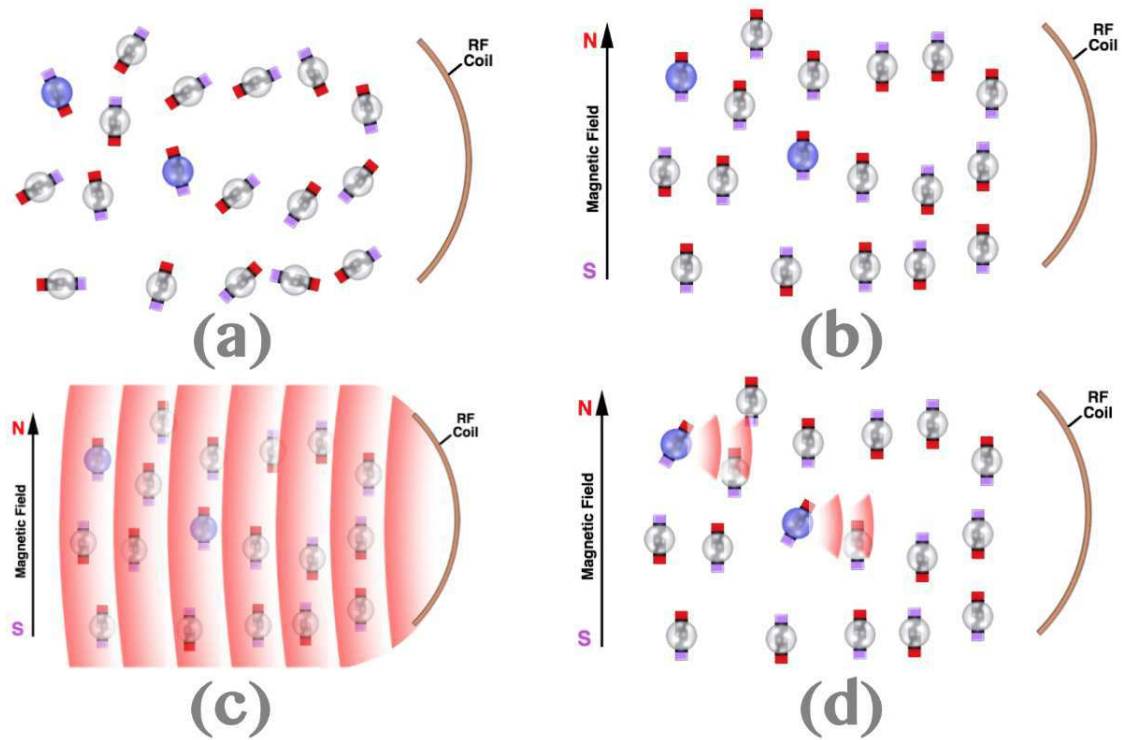 RF
Coil
(a)
N
Magnetic Field
S
RF
Coil
(b)
N
Magnetic Field
S
RF
Coil
(c)
N
Magnetic Field
S
RF
Coil
(d)